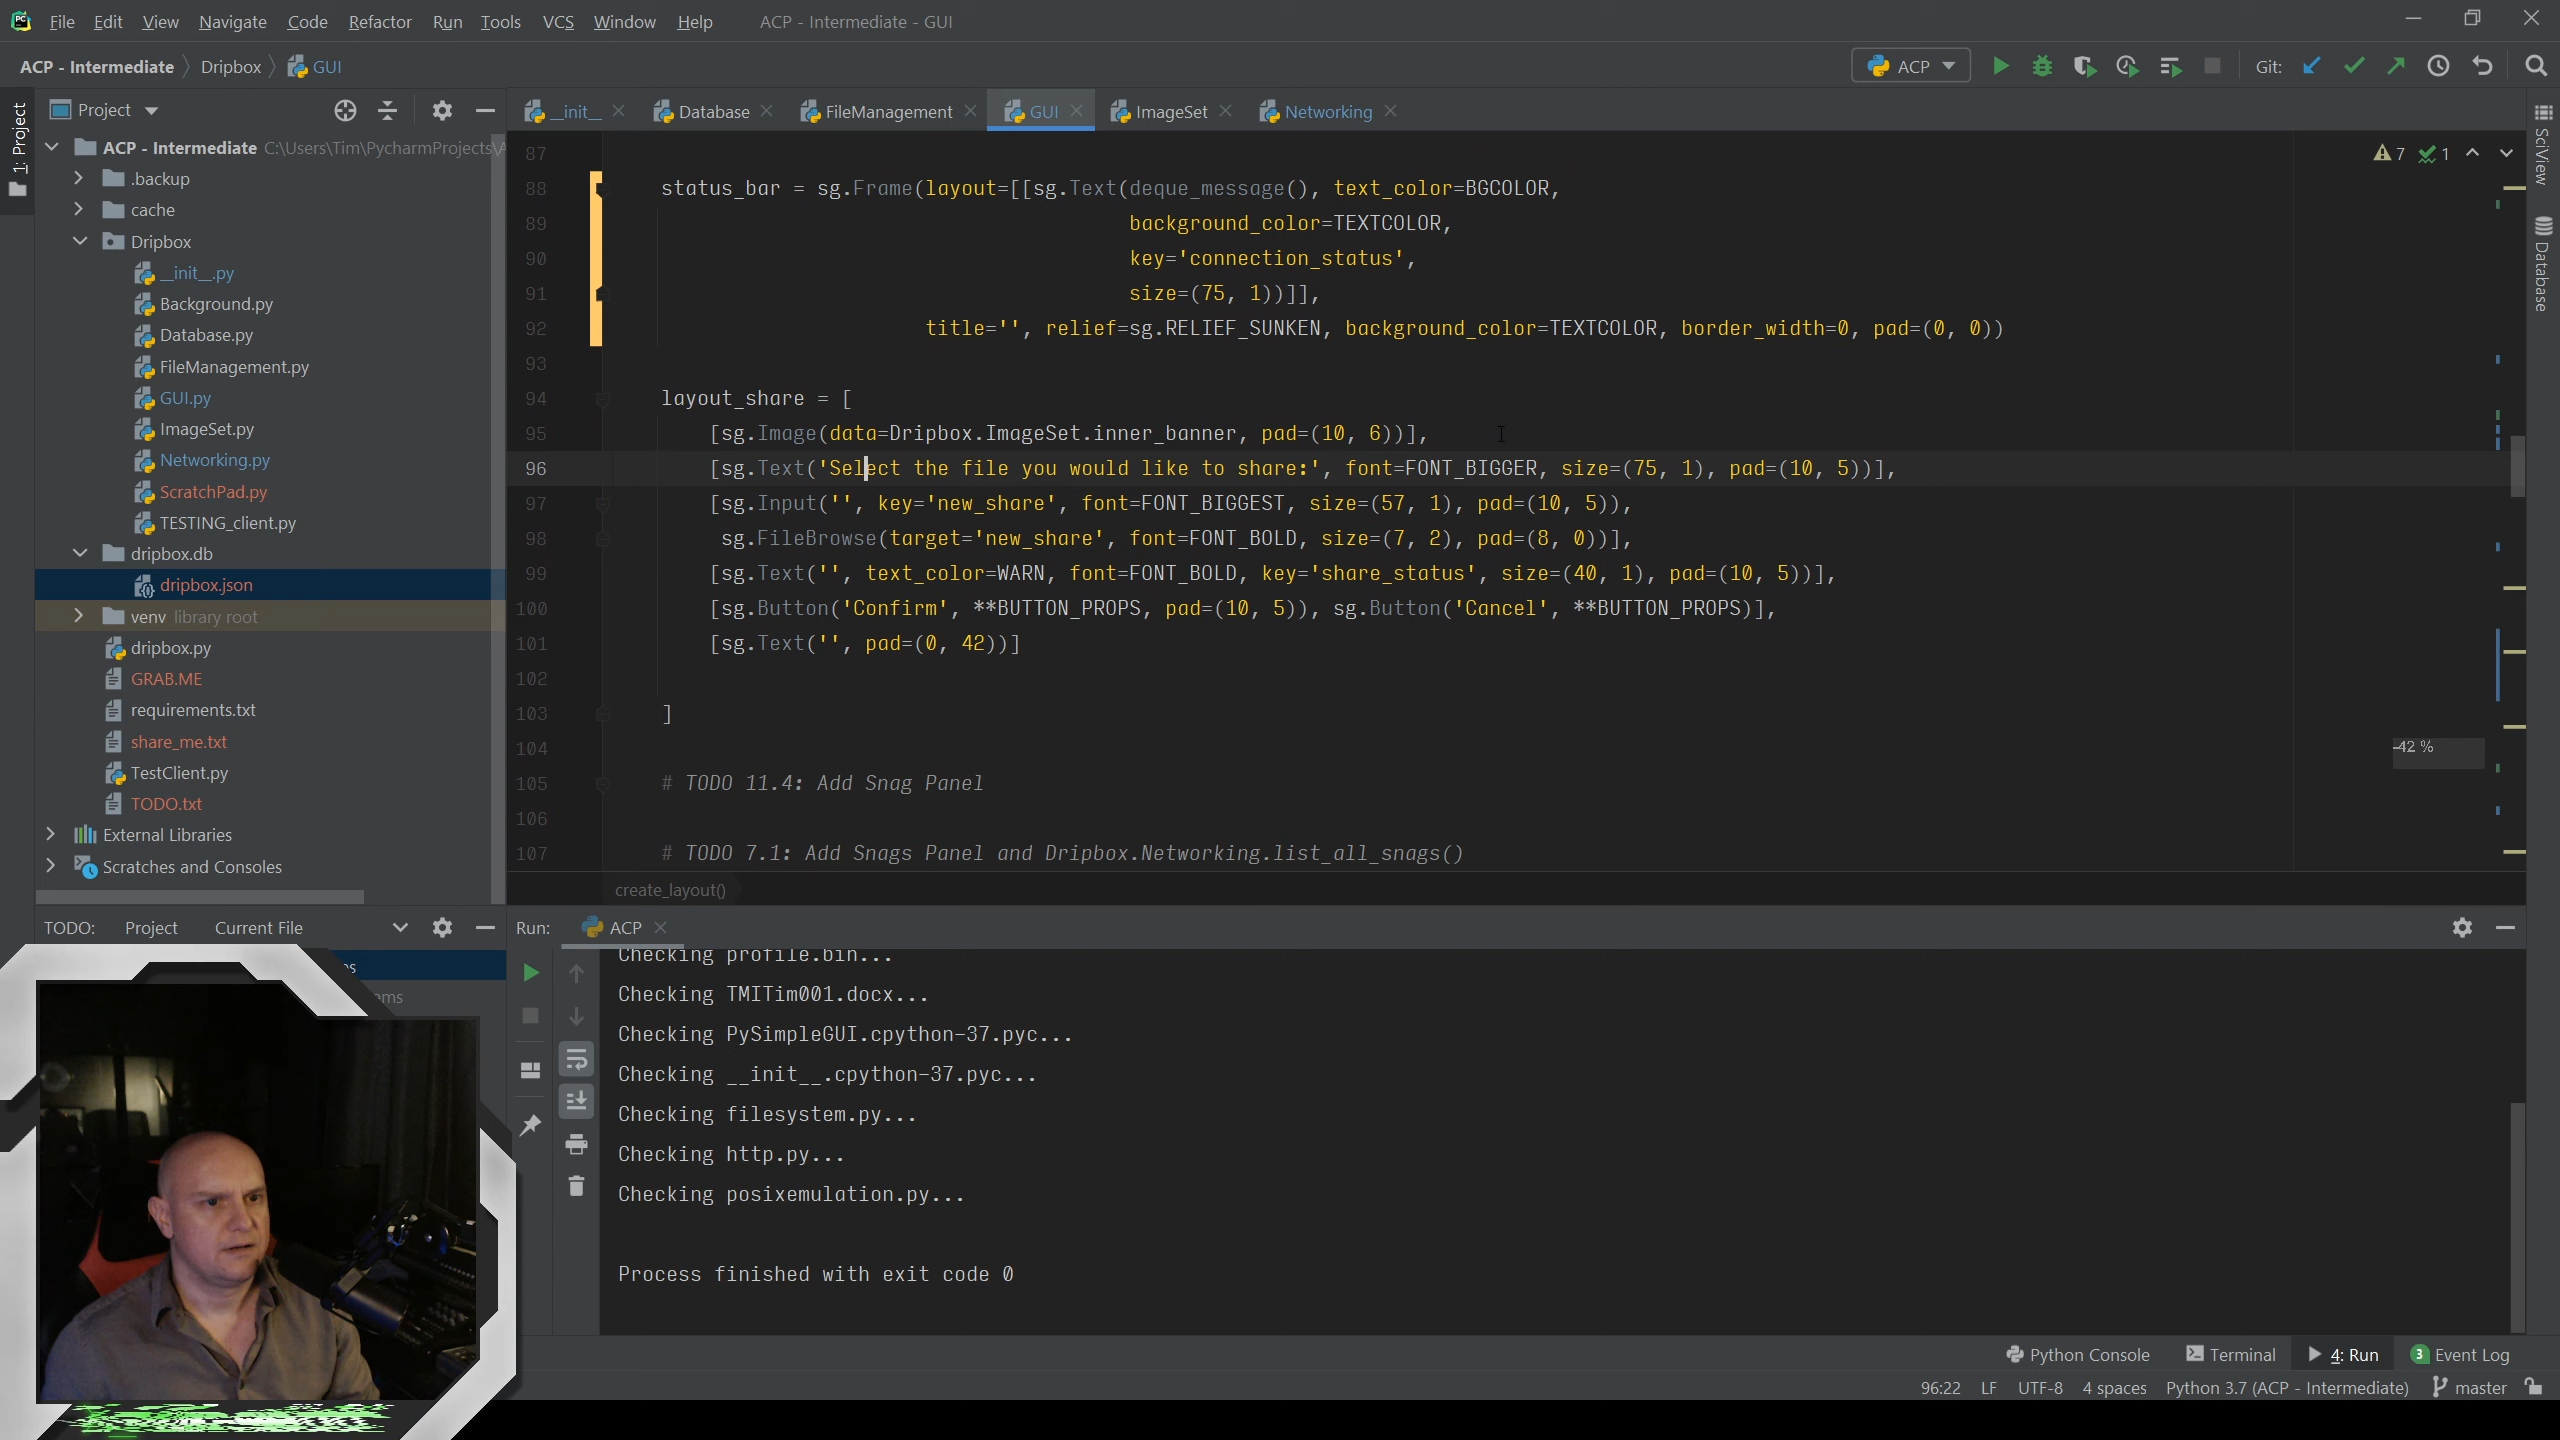 File Edit View Navigate Code Refactor Run Tools VCS Window Help ACP - Intermediate - GUI
ACP - Intermediate Dripbox GUI ACP Git:
1: Project
Project
ACP - Intermediate C:\Users\Tim\PycharmProjects\A
.backup
cache
Dripbox
__init__.py
Background.py
Database.py
FileManagement.py
GUI.py
ImageSet.py
Networking.py
ScratchPad.py
TESTING_client.py
dripbox.db
dripbox.json
venv library root
dripbox.py
GRAB.ME
requirements.txt
share_me.txt
TestClient.py
TODO.txt
External Libraries
Scratches and Consoles
__init__ Database FileManagement GUI ImageSet Networking
7 1
87
88 status_bar = sg.Frame(layout=[[sg.Text(deque_message(), text_color=BGCOLOR,
89 background_color=TEXTCOLOR,
90 key='connection_status',
91 size=(75, 1))]],
92 title='', relief=sg.RELIEF_SUNKEN, background_color=TEXTCOLOR, border_width=0, pad=(0, 0))
93
94 layout_share = [
95 [sg.Image(data=Dripbox.ImageSet.inner_banner, pad=(10, 6))],
96 [sg.Text('Select the file you would like to share:', font=FONT_BIGGER, size=(75, 1), pad=(10, 5))],
97 [sg.Input('', key='new_share', font=FONT_BIGGEST, size=(57, 1), pad=(10, 5)),
98 sg.FileBrowse(target='new_share', font=FONT_BOLD, size=(7, 2), pad=(8, 0))],
99 [sg.Text('', text_color=WARN, font=FONT_BOLD, key='share_status', size=(40, 1), pad=(10, 5))],
100 [sg.Button('Confirm', **BUTTON_PROPS, pad=(10, 5)), sg.Button('Cancel', **BUTTON_PROPS)],
101 [sg.Text('', pad=(0, 42))]
102
103 ]
104
105 # TODO 11.4: Add Snag Panel
106
107 # TODO 7.1: Add Snags Panel and Dripbox.Networking.list_all_snags()
-42 %
create_layout()
SciView
Database
TODO: Project Current File
Run: ACP
Checking profile.bin...
Checking TMITim001.docx...
Checking PySimpleGUI.cpython-37.pyc...
Checking __init__.cpython-37.pyc...
Checking filesystem.py...
Checking http.py...
Checking posixemulation.py...
Process finished with exit code 0
Python Console Terminal 4: Run 3 Event Log
96:22 LF UTF-8 4 spaces Python 3.7 (ACP - Intermediate) master